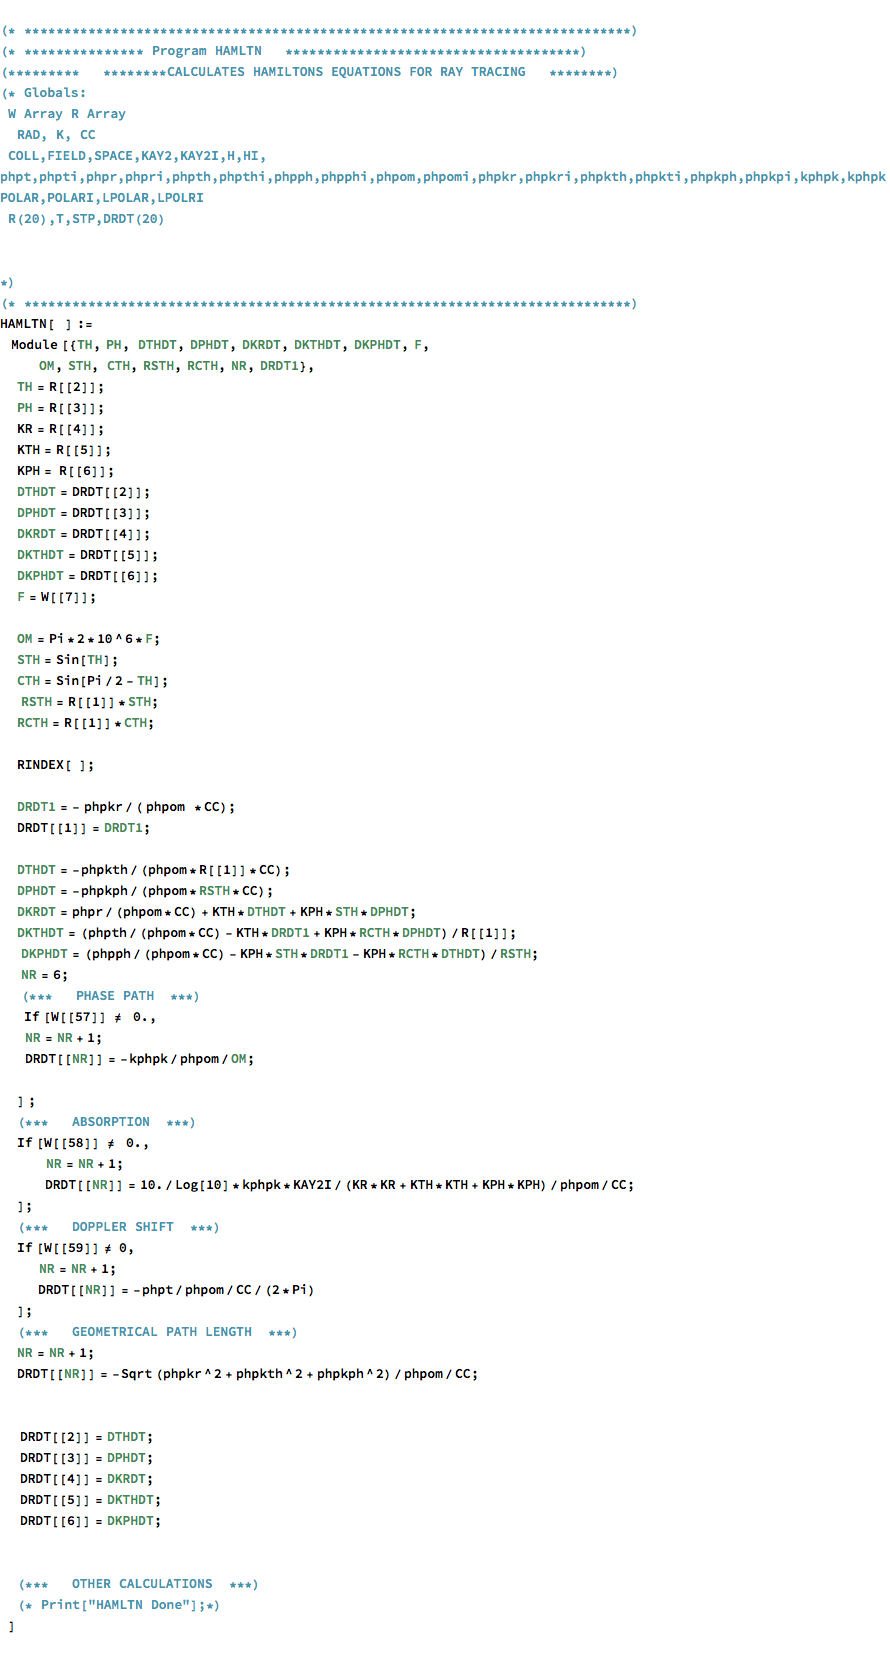 (* ****************************************************************************)
(* *************** Program HAMLTN   *************************************)
(*********   ********CALCULATES HAMILTONS EQUATIONS FOR RAY TRACING   ********)
(* Globals:
W Array R Array
RAD, K, CC
COLL,FIELD,SPACE,KAY2,KAY2I,H,HI,
phpt,phpti,phpr,phpri,phpth,phpthi,phpph,phpphi,phpom,phpomi,phpkr,phpkri,phpkth,phpkti,phpkph,phpkpi,kphpk,kphpk
POLAR,POLARI,LPOLAR,LPOLRI
R(20),T,STP,DRDT(20)
*)
(* ****************************************************************************)
HAMLTN[ ] :=
Module[{TH, PH, DTHDT, DPHDT, DKRDT, DKTHDT, DKPHDT, F,
OM, STH, CTH, RSTH, RCTH, NR, DRDT1},
TH = R[[2]];
PH = R[[3]];
KR = R[[4]];
KTH = R[[5]];
KPH = R[[6]];
DTHDT = DRDT[[2]];
DPHDT = DRDT[[3]];
DKRDT = DRDT[[4]];
DKTHDT = DRDT[[5]];
DKPHDT = DRDT[[6]];
F = W[[7]];
OM = Pi*2*10^6*F;
STH = Sin[TH];
CTH = Sin[Pi/2 - TH];
RSTH = R[[1]]*STH;
RCTH = R[[1]]*CTH;
RINDEX[ ];
DRDT1 = - phpkr / ( phpom *CC);
DRDT[[1]] = DRDT1;
DTHDT = -phpkth / (phpom*R[[1]]*CC);
DPHDT = -phpkph / (phpom*RSTH*CC);
DKRDT = phpr / (phpom*CC) + KTH*DTHDT + KPH*STH*DPHDT;
DKTHDT = (phpth / (phpom*CC) - KTH*DRDT1 + KPH*RCTH*DPHDT) / R[[1]];
DKPHDT = (phpph / (phpom*CC) - KPH*STH*DRDT1 - KPH*RCTH*DTHDT) / RSTH;
NR = 6;
(***   PHASE PATH  ***)
If[W[[57]] ≠ 0.,
NR = NR + 1;
DRDT[[NR]] = -kphpk / phpom / OM;
];
(***   ABSORPTION  ***)
If[W[[58]] ≠ 0.,
NR = NR + 1;
DRDT[[NR]] = 10. / Log[10] *kphpk*KAY2I / (KR*KR + KTH*KTH + KPH*KPH) / phpom / CC;
];
(***   DOPPLER SHIFT  ***)
If[W[[59]] ≠ 0,
NR = NR + 1;
DRDT[[NR]] = -phpt / phpom / CC / (2*Pi)
];
(***   GEOMETRICAL PATH LENGTH  ***)
NR = NR + 1;
DRDT[[NR]] = -Sqrt (phpkr^2 + phpkth^2 + phpkph^2) / phpom / CC;
DRDT[[2]] = DTHDT;
DRDT[[3]] = DPHDT;
DRDT[[4]] = DKRDT;
DRDT[[5]] = DKTHDT;
DRDT[[6]] = DKPHDT;
(***   OTHER CALCULATIONS  ***)
(* Print["HAMLTN Done"];*)
]